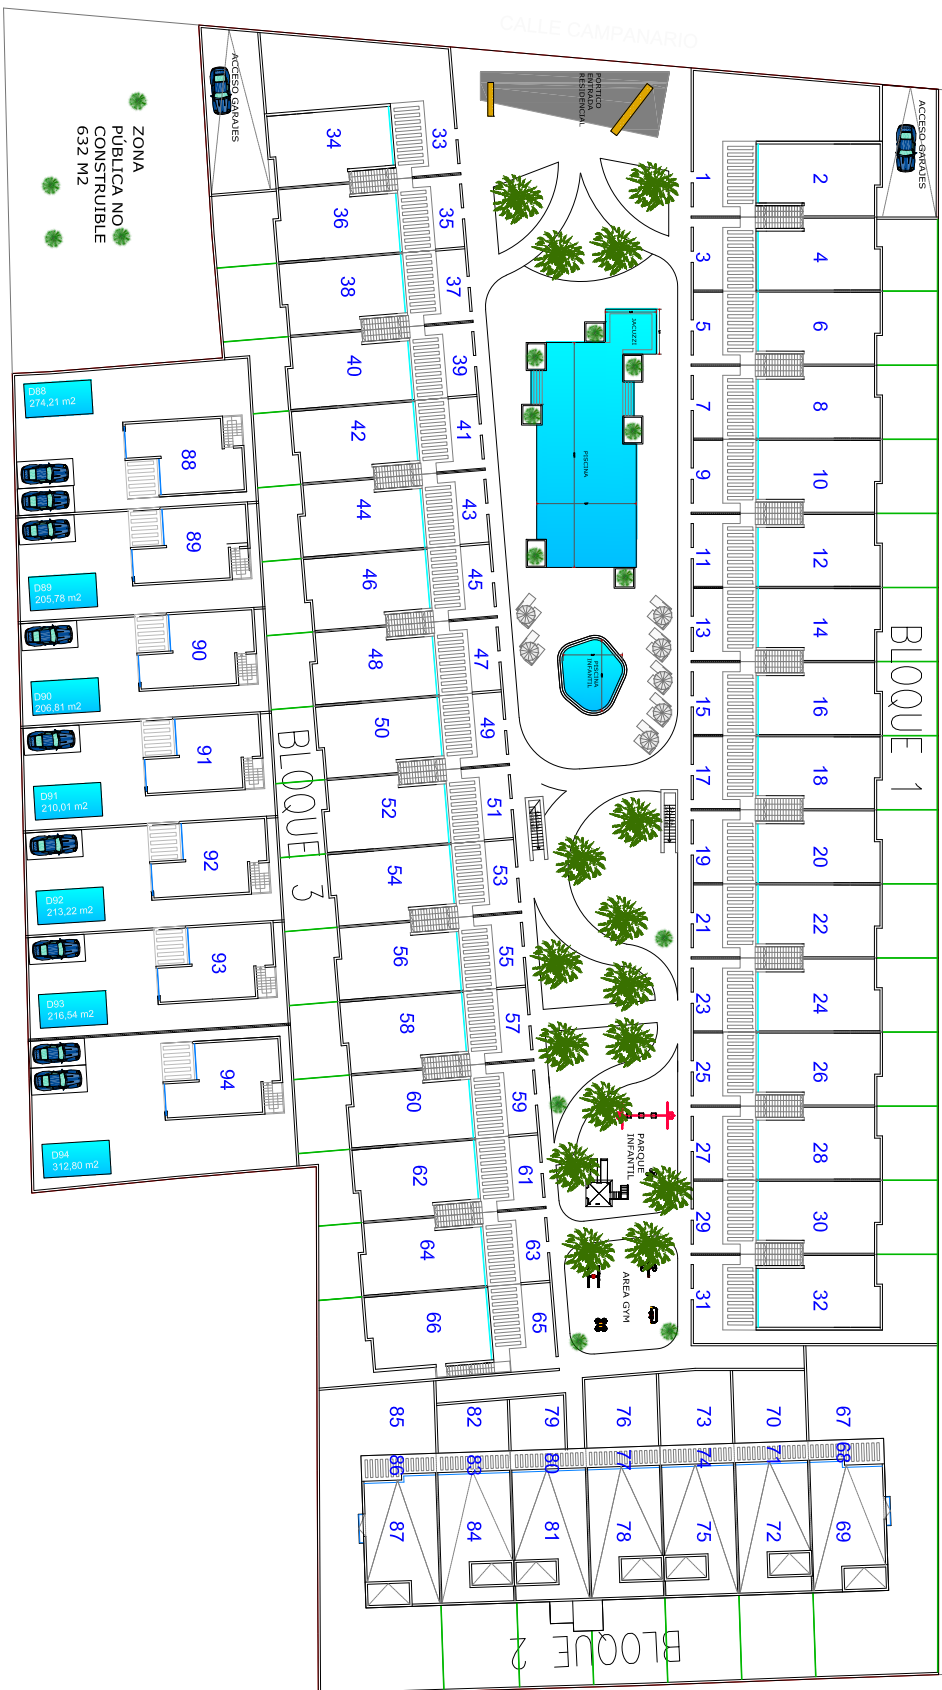 CALLE CAMPANARIO
ACCESO GARAJES
PORTICO
ENTRADA
RESIDENCIAL
ACCESO GARAJES
ZONA
PÚBLICA NO
CONSTRUIBLE
632 M2
34
33
36
35
38
37
40
39
42
41
44
43
46
45
48
47
50
49
52
51
54
53
56
55
58
57
60
59
62
61
64
63
66
65
1
2
3
4
5
6
7
8
9
10
11
12
13
14
15
16
17
18
19
20
21
22
23
24
25
26
27
28
29
30
31
32
JACUZZI
PISCINA
PISCINA
INFANTIL
PARQUE
INFANTIL
AREA GYM
BLOQUE 1
BLOQUE 3
D88
274,21 m2
88
89
D89
205,78 m2
90
D90
206,81 m2
91
D91
210,01 m2
92
D92
213,22 m2
93
D93
216,54 m2
94
D94
312,80 m2
85
82
79
76
73
70
67
86
83
80
77
74
71
68
87
84
81
78
75
72
69
BLOQUE 2